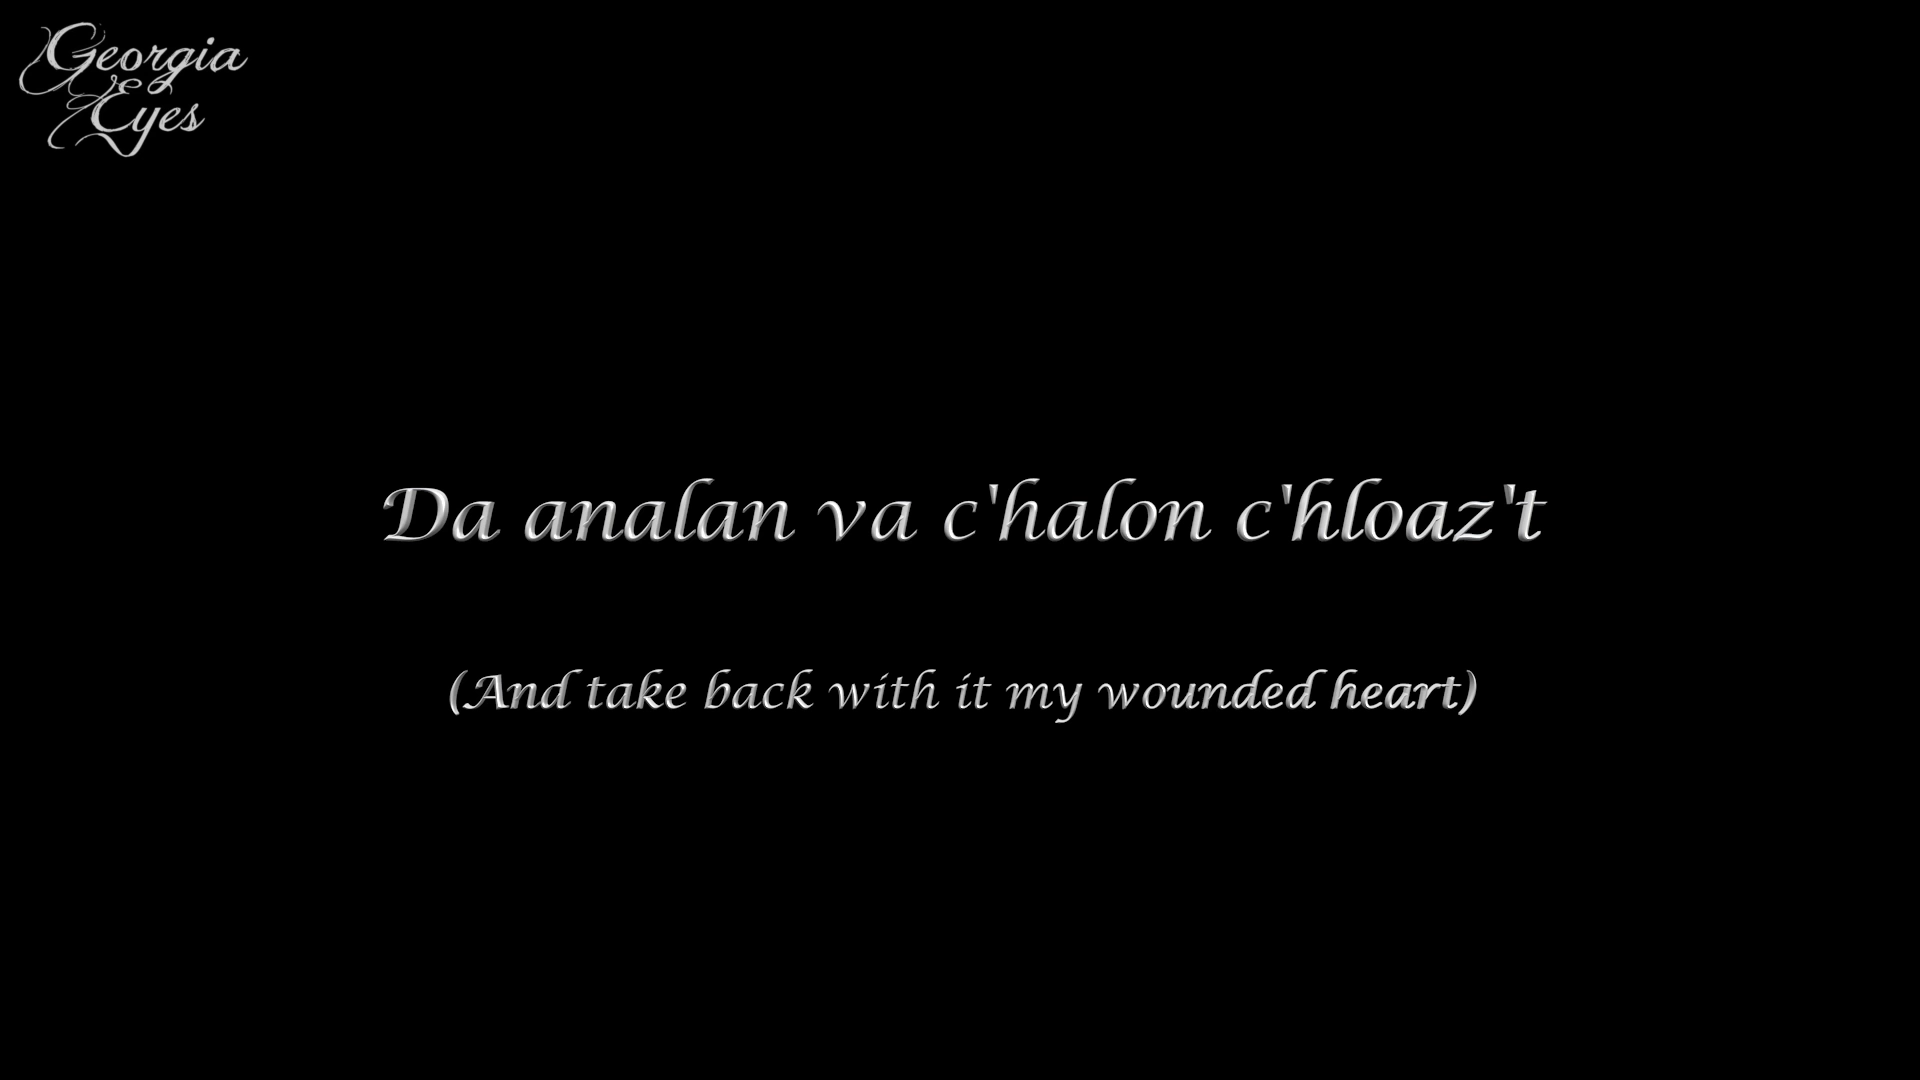 Georgia
Eyes
Da analan va c'halon c'hloaz't
(And take back with it my wounded heart)